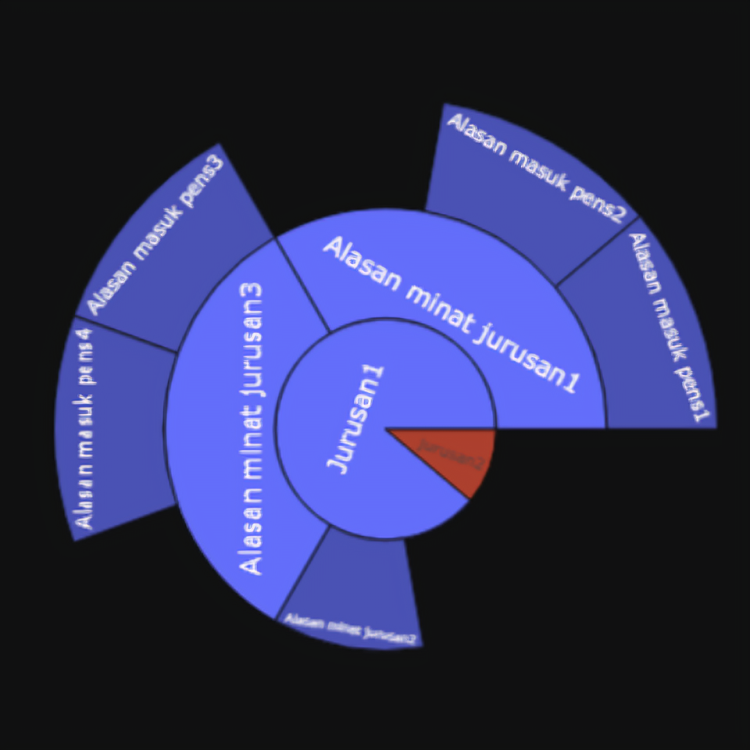 Jurusan1
Jurusan2
Alasan minat jurusan1
Alasan minat jurusan3
Alasan minat jurusan2
Alasan masuk pens1
Alasan masuk pens2
Alasan masuk pens3
Alasan masuk pens4